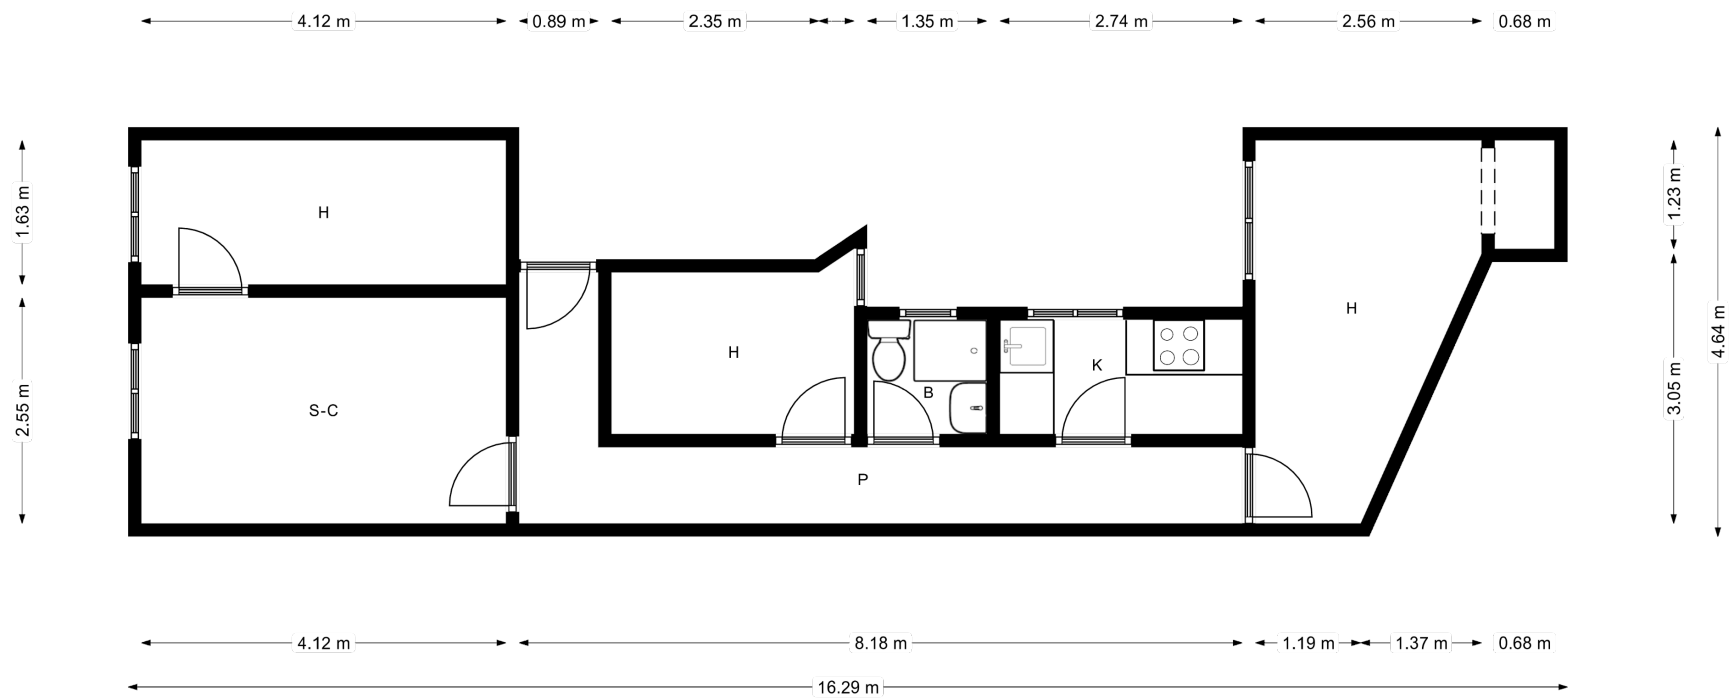 4.12 m 0.89 m 2.35 m 1.35 m 2.74 m 2.56 m 0.68 m
1.63 m
1.23 m
H
H
4.64 m
H
K
3.05 m
B
2.55 m
S-C
P
4.12 m 8.18 m 1.19 m 1.37 m 0.68 m
16.29 m